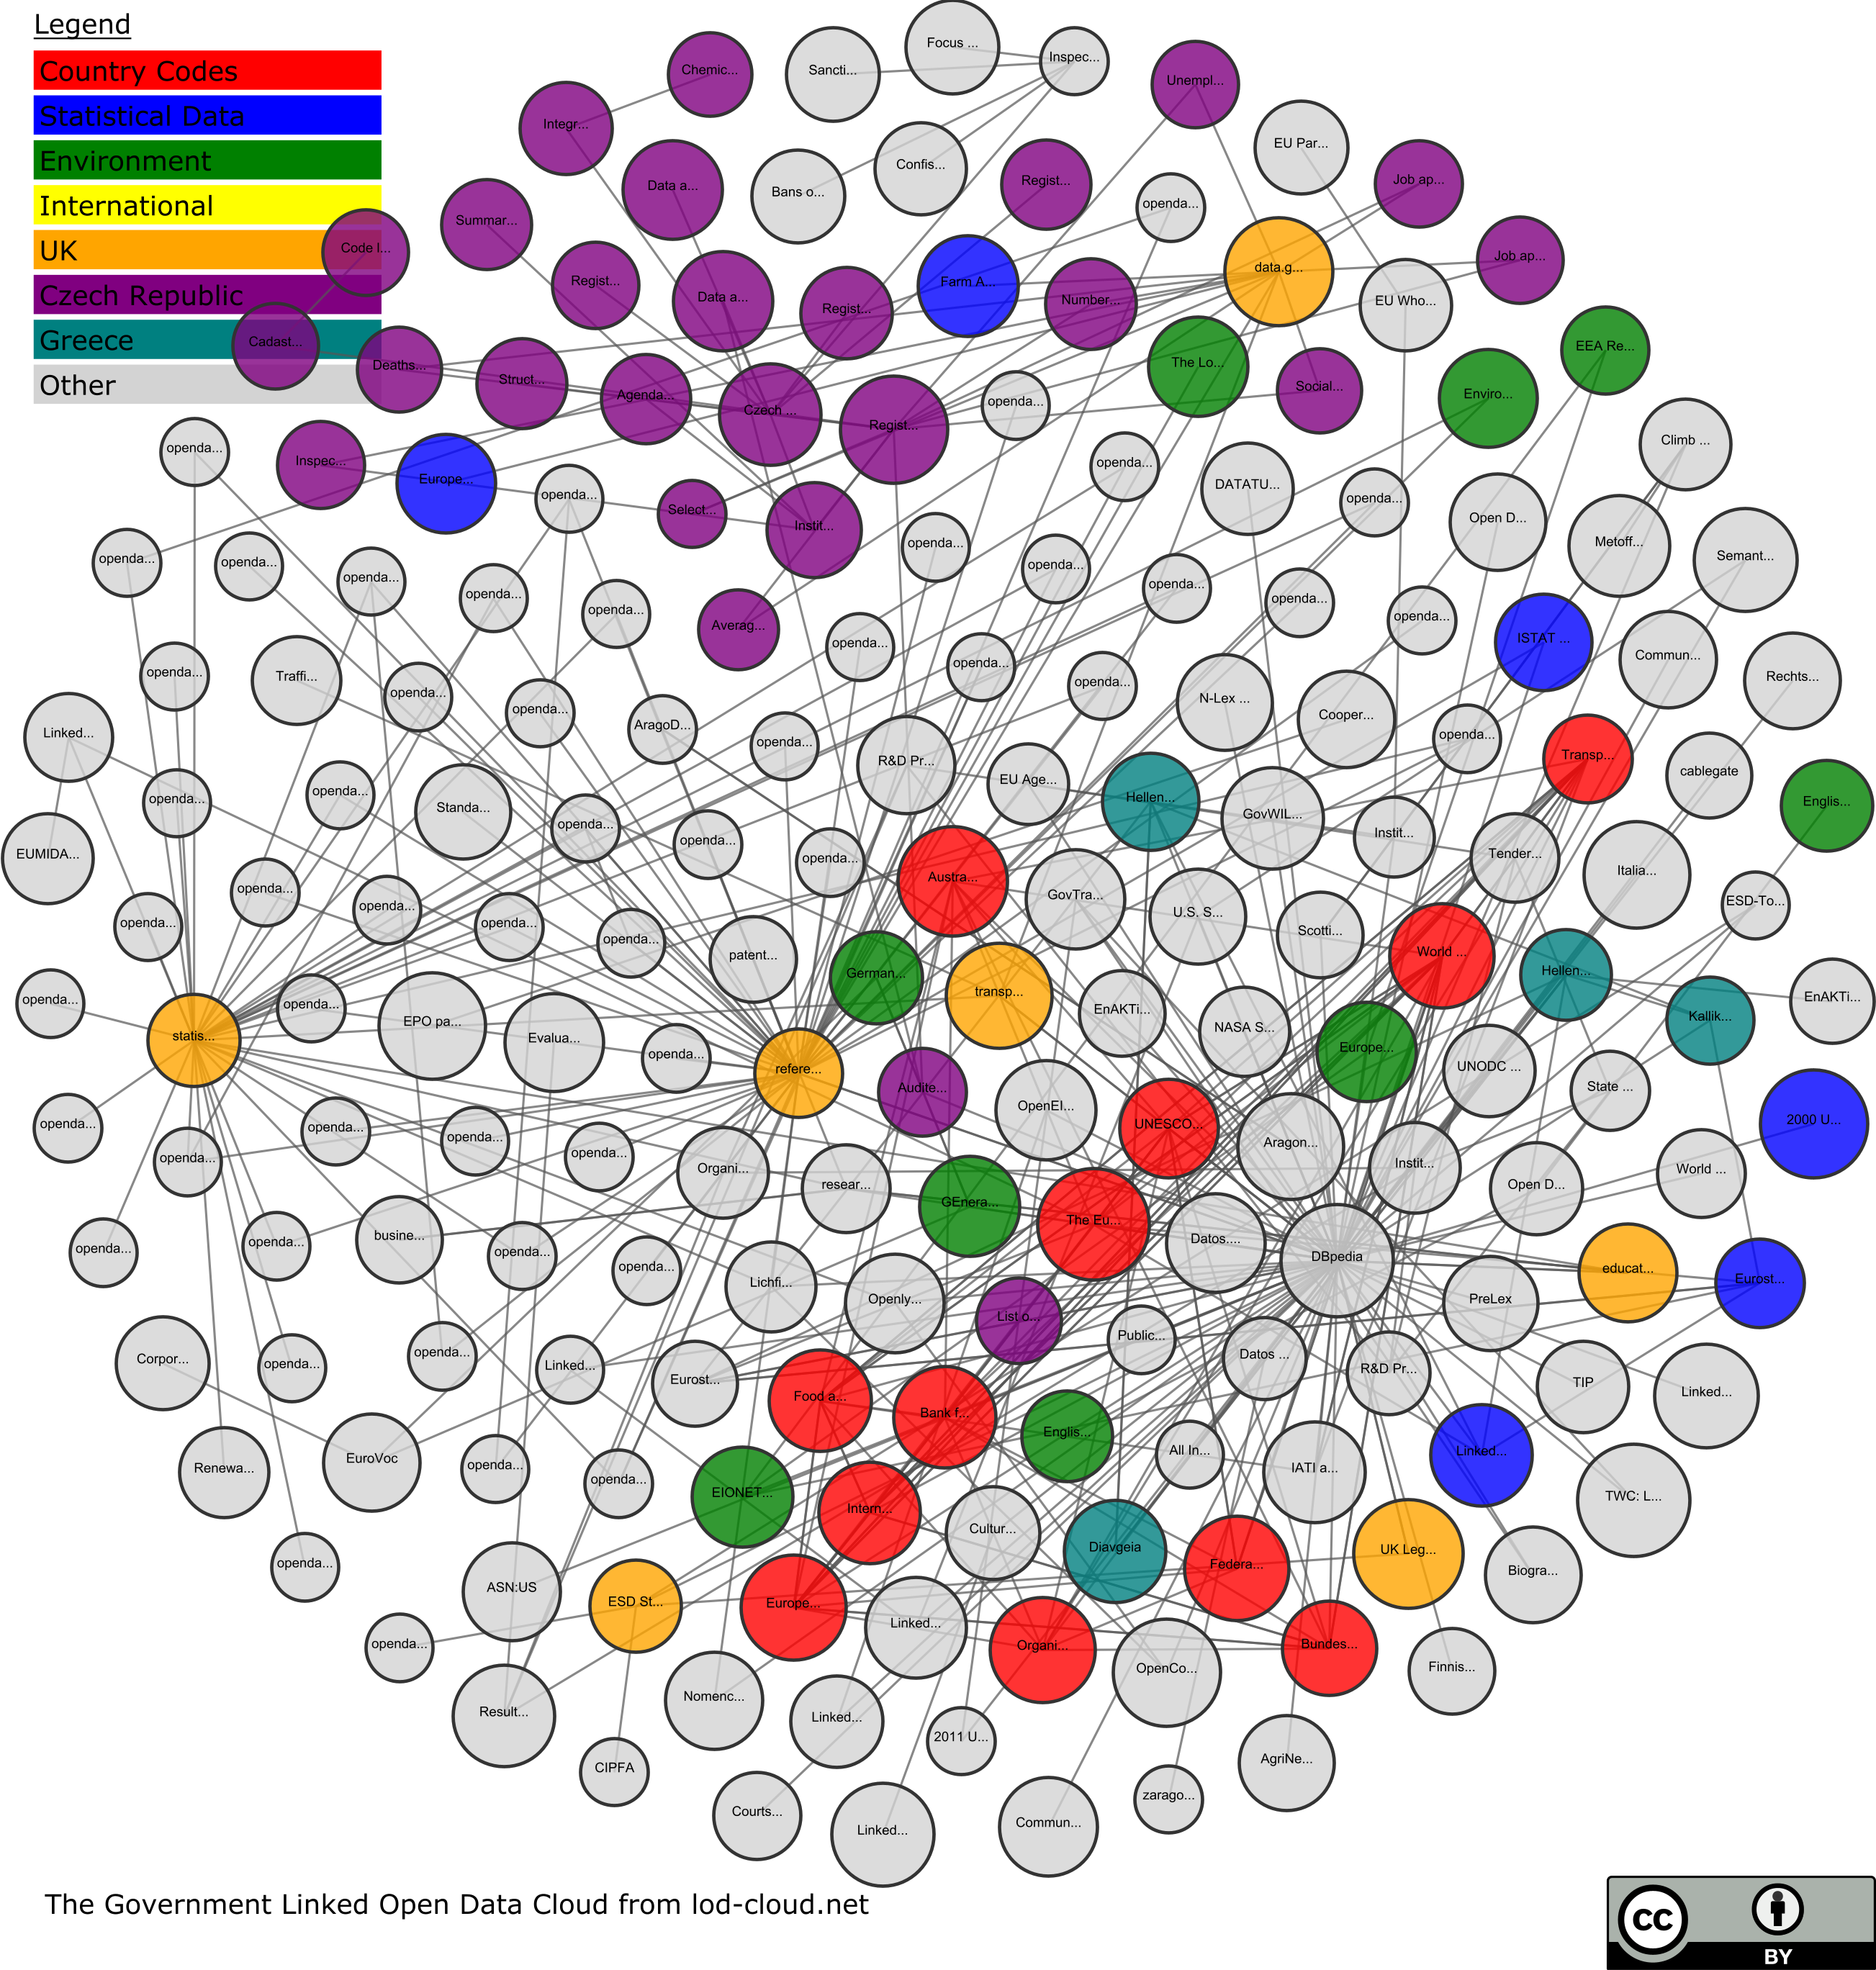 Legend
Country Codes
Statistical Data
Environment
International
UK
Czech Republic
Greece
Other
Focus ...
Inspec...
Sancti...
Chemic...
Unempl...
Integr...
EU Par...
Confis...
Regist...
Job ap...
Data a...
Bans o...
openda...
Summar...
Code l...
Job ap...
data.g...
Regist...
Farm A...
Data a...
Number...
EU Who...
Regist...
Cadast...
EEA Re...
Deaths...
The Lo...
Struct...
Social...
Enviro...
Agenda...
openda...
Czech ...
Regist...
Climb ...
openda...
Inspec...
openda...
Europe...
DATATU...
openda...
openda...
Select...
Open D...
Instit...
Metoff...
openda...
Semant...
openda...
openda...
openda...
openda...
openda...
openda...
openda...
openda...
openda...
Averag...
ISTAT ...
openda...
Commun...
openda...
openda...
Traffi...
Rechts...
openda...
openda...
N-Lex ...
openda...
Cooper...
AragoD...
Linked...
openda...
openda...
Transp...
R&D Pr...
cablegate
EU Age...
openda...
Hellen...
openda...
Englis...
Standa...
GovWIL...
openda...
Instit...
openda...
EUMIDA...
Tender...
openda...
Italia...
Austra...
openda...
GovTra...
ESD-To...
openda...
U.S. S...
openda...
openda...
Scotti...
openda...
patent...
World ...
German...
Hellen...
transp...
openda...
EnAKTi...
openda...
EnAKTi...
Kallik...
EPO pa...
NASA S...
statis...
Evalua...
Europe...
openda...
UNODC ...
refere...
Audite...
State ...
OpenEI...
2000 U...
openda...
UNESCO...
openda...
openda...
Aragon...
openda...
openda...
Instit...
Organi...
World ...
resear...
Open D...
GEnera...
The Eu...
busine...
Datos....
openda...
openda...
openda...
DBpedia
openda...
educat...
Eurost...
Lichfi...
Openly...
PreLex
List o...
Public...
openda...
Datos ...
Corpor...
openda...
Linked...
R&D Pr...
Eurost...
TIP
Linked...
Food a...
Bank f...
Englis...
All In...
Linked...
EuroVoc
openda...
Renewa...
IATI a...
openda...
EIONET...
TWC: L...
Intern...
Cultur...
Diavgeia
UK Leg...
openda...
Federa...
Biogra...
ASN:US
ESD St...
Europe...
Linked...
openda...
Organi...
Bundes...
OpenCo...
Finnis...
Nomenc...
Result...
Linked...
2011 U...
AgriNe...
CIPFA
zarago...
Courts...
Commun...
Linked...
The Government Linked Open Data Cloud from lod-cloud.net
CC
BY